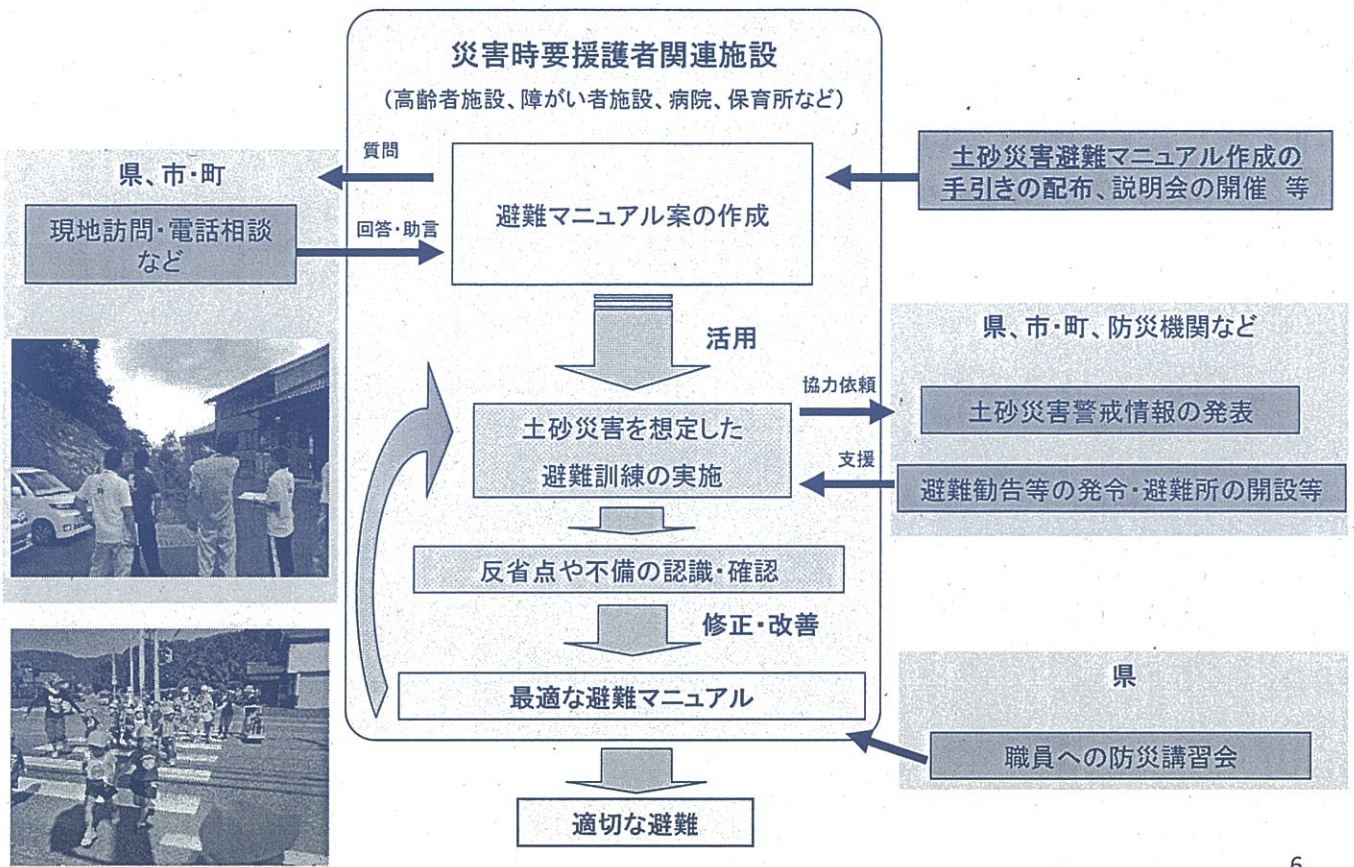 災害時要援護者関連施設
（高齢者施設、障がい者施設、病院、保育所など）
県、市・町
現地訪問・電話相談
など
質問
回答・助言
避難マニュアル案の作成
土砂災害避難マニュアル作成の
手引きの配布、説明会の開催 等
活用
県、市・町、防災機関など
協力依頼
土砂災害警戒情報の発表
支援
避難勧告等の発令・避難所の開設等
土砂災害を想定した
避難訓練の実施
反省点や不備の認識・確認
修正・改善
最適な避難マニュアル
県
職員への防災講習会
適切な避難
6